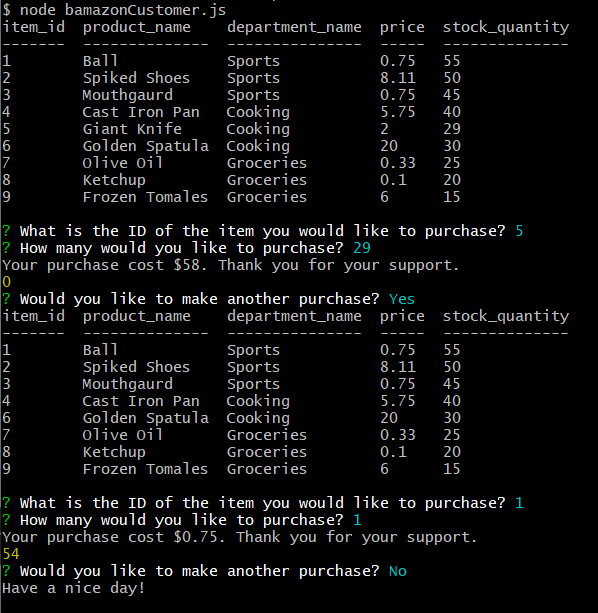 $ node bamazonCustomer.js
item_id  product_name    department_name  price  stock_quantity
-------  --------------  ---------------  -----  --------------
1        Ball            Sports           0.75   55
2        Spiked Shoes    Sports           8.11   50
3        Mouthgaurd      Sports           0.75   45
4        Cast Iron Pan   Cooking          5.75   40
5        Giant Knife     Cooking          2      29
6        Golden Spatula  Cooking          20     30
7        Olive Oil       Groceries        0.33   25
8        Ketchup         Groceries        0.1    20
9        Frozen Tomales  Groceries        6      15
? What is the ID of the item you would like to purchase? 5
? How many would you like to purchase? 29
Your purchase cost $58. Thank you for your support.
0
? Would you like to make another purchase? Yes
item_id  product_name    department_name  price  stock_quantity
-------  --------------  ---------------  -----  --------------
1        Ball            Sports           0.75   55
2        Spiked Shoes    Sports           8.11   50
3        Mouthgaurd      Sports           0.75   45
4        Cast Iron Pan   Cooking          5.75   40
6        Golden Spatula  Cooking          20     30
7        Olive Oil       Groceries        0.33   25
8        Ketchup         Groceries        0.1    20
9        Frozen Tomales  Groceries        6      15
? What is the ID of the item you would like to purchase? 1
? How many would you like to purchase? 1
Your purchase cost $0.75. Thank you for your support.
54
? Would you like to make another purchase? No
Have a nice day!